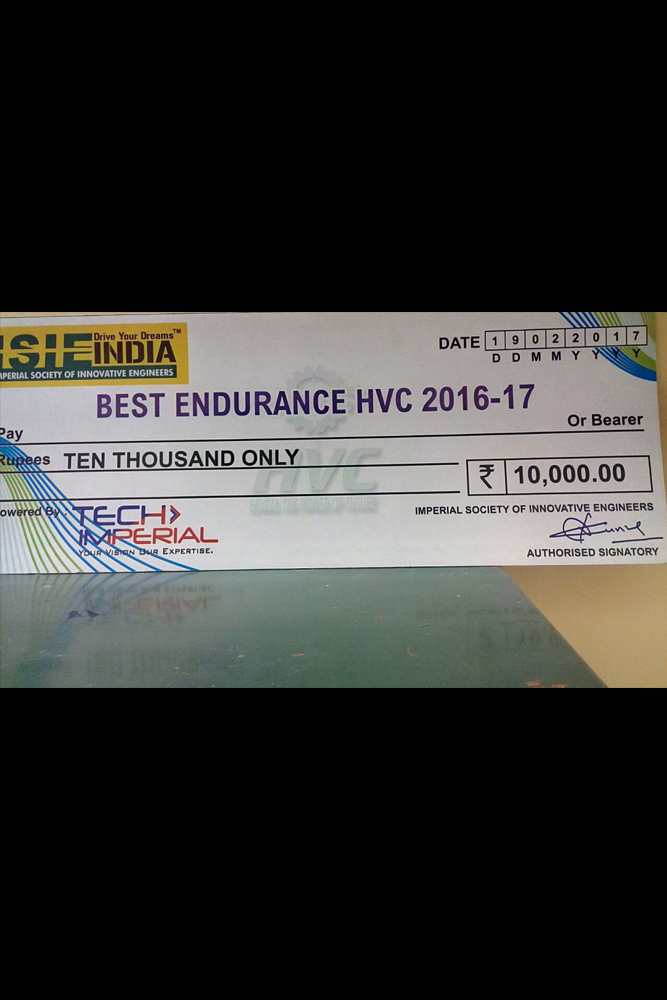 ISIE
Drive Your Dreams™
INDIA
IMPERIAL SOCIETY OF INNOVATIVE ENGINEERS
DATE 1 9 0 2 2 0 1 7
D D M M Y Y Y Y
BEST ENDURANCE HVC 2016-17
Pay
Or Bearer
Rupees TEN THOUSAND ONLY
₹ 10,000.00
HVC
IMPERIAL SOCIETY OF INNOVATIVE ENGINEERS
Powered By :
TECH
IMPERIAL
YOUR VISION OUR EXPERTISE.
AUTHORISED SIGNATORY